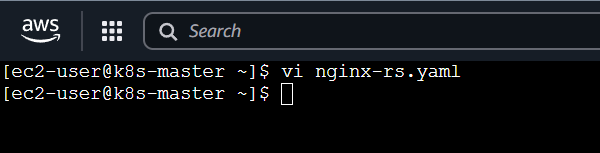 aws
Search
[ec2-user@k8s-master ~]$ vi nginx-rs.yaml
[ec2-user@k8s-master ~]$